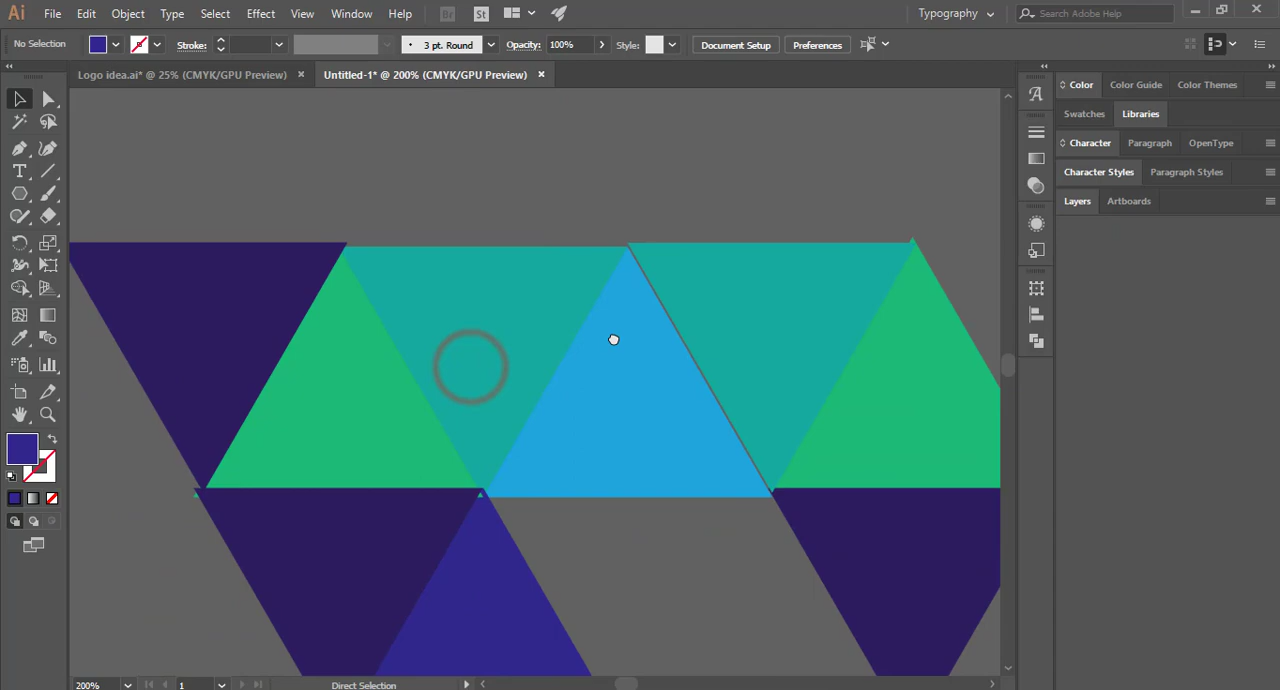 Ai File Edit Object Type Select Effect View Window Help Br St Typography Search Adobe Help
No Selection Stroke: 3 pt. Round Opacity: 100% Style: Document Setup Preferences
Logo idea.ai* @ 25% (CMYK/GPU Preview) × Untitled-1* @ 200% (CMYK/GPU Preview) ×
Color Color Guide Color Themes
Swatches Libraries
Character Paragraph OpenType
Character Styles Paragraph Styles
Layers Artboards
200% 1 Direct Selection